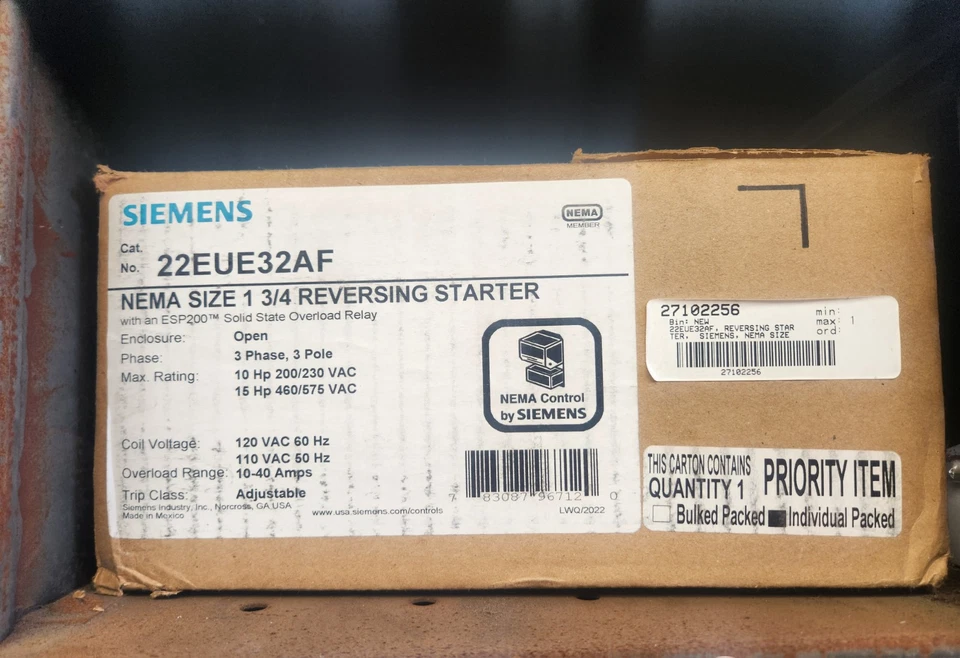 SIEMENS
NEMA
MEMBER
Cat.
No. 22EUE32AF
NEMA SIZE 1 3/4 REVERSING STARTER
with an ESP200™ Solid State Overload Relay
Enclosure: Open
Phase: 3 Phase, 3 Pole
Max. Rating: 10 Hp 200/230 VAC
15 Hp 460/575 VAC
NEMA Control
by SIEMENS
Coil Voltage: 120 VAC 60 Hz
110 VAC 50 Hz
Overload Range: 10-40 Amps
Trip Class: Adjustable
Siemens Industry, Inc., Norcross, GA.USA
Made in Mexico
www.usa.siemens.com/controls
7 83087 96712 0
LWQ/2022
27102256
Bin: NEW
22EUE32AF, REVERSING STAR
TER, SIEMENS, NEMA SIZE
min:
max: 1
ord:
27102256
THIS CARTON CONTAINS
QUANTITY 1
PRIORITY ITEM
Bulked Packed Individual Packed